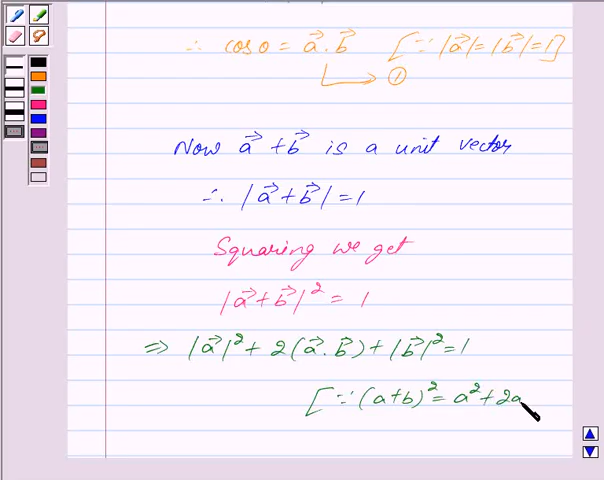 ∴ cos θ = a⃗ . b⃗ [∵ |a⃗| = |b⃗| = 1]
①
Now a⃗ + b⃗ is a unit vector
∴ |a⃗ + b⃗| = 1
Squaring we get
|a⃗ + b⃗|² = 1
⇒ |a⃗|² + 2(a⃗ . b⃗) + |b⃗|² = 1
[∵ (a+b)² = a² + 2a